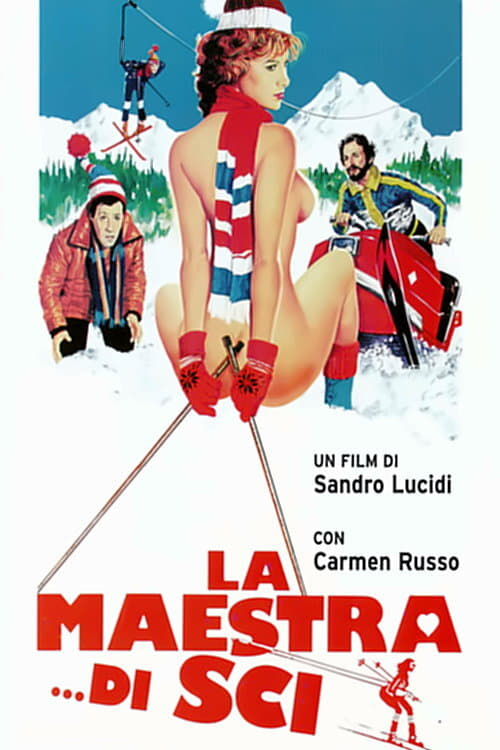 UN FILM DI
Sandro Lucidi
CON
Carmen Russo
LA
MAESTRA
...DI SCI